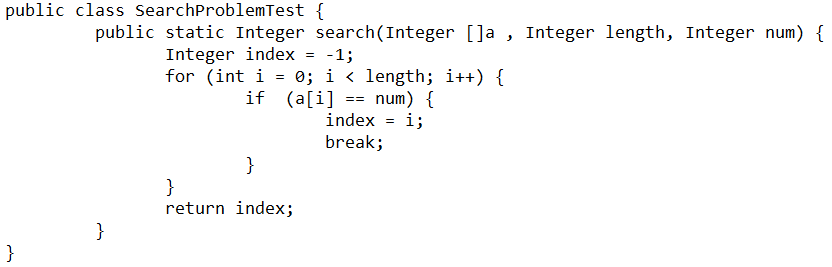 public class SearchProblemTest {
public static Integer search(Integer []a , Integer length, Integer num) {
Integer index = -1;
for (int i = 0; i < length; i++) {
if (a[i] == num) {
index = i;
break;
}
}
return index;
}
}